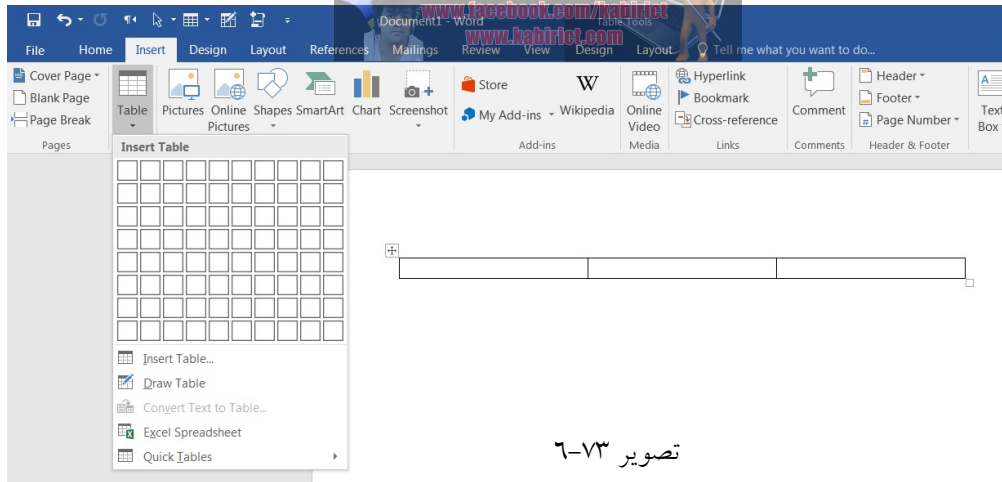 www.facebook.com/kabirict
Document1 - Word
Table Tools
www.kabirict.com
File Home Insert Design Layout References Mailings Review View Design Layout Tell me what you want to do...
Cover Page
Blank Page
Page Break
Pages
Table
Pictures
Online Pictures
Shapes
SmartArt
Chart
Screenshot
Store
My Add-ins
W
Wikipedia
Add-ins
Online Video
Media
Hyperlink
Bookmark
Cross-reference
Links
Comment
Comments
Header
Footer
Page Number
Header & Footer
Text Box
Insert Table
Insert Table...
Draw Table
Convert Text to Table...
Excel Spreadsheet
Quick Tables
تصویر ۷۳-۶